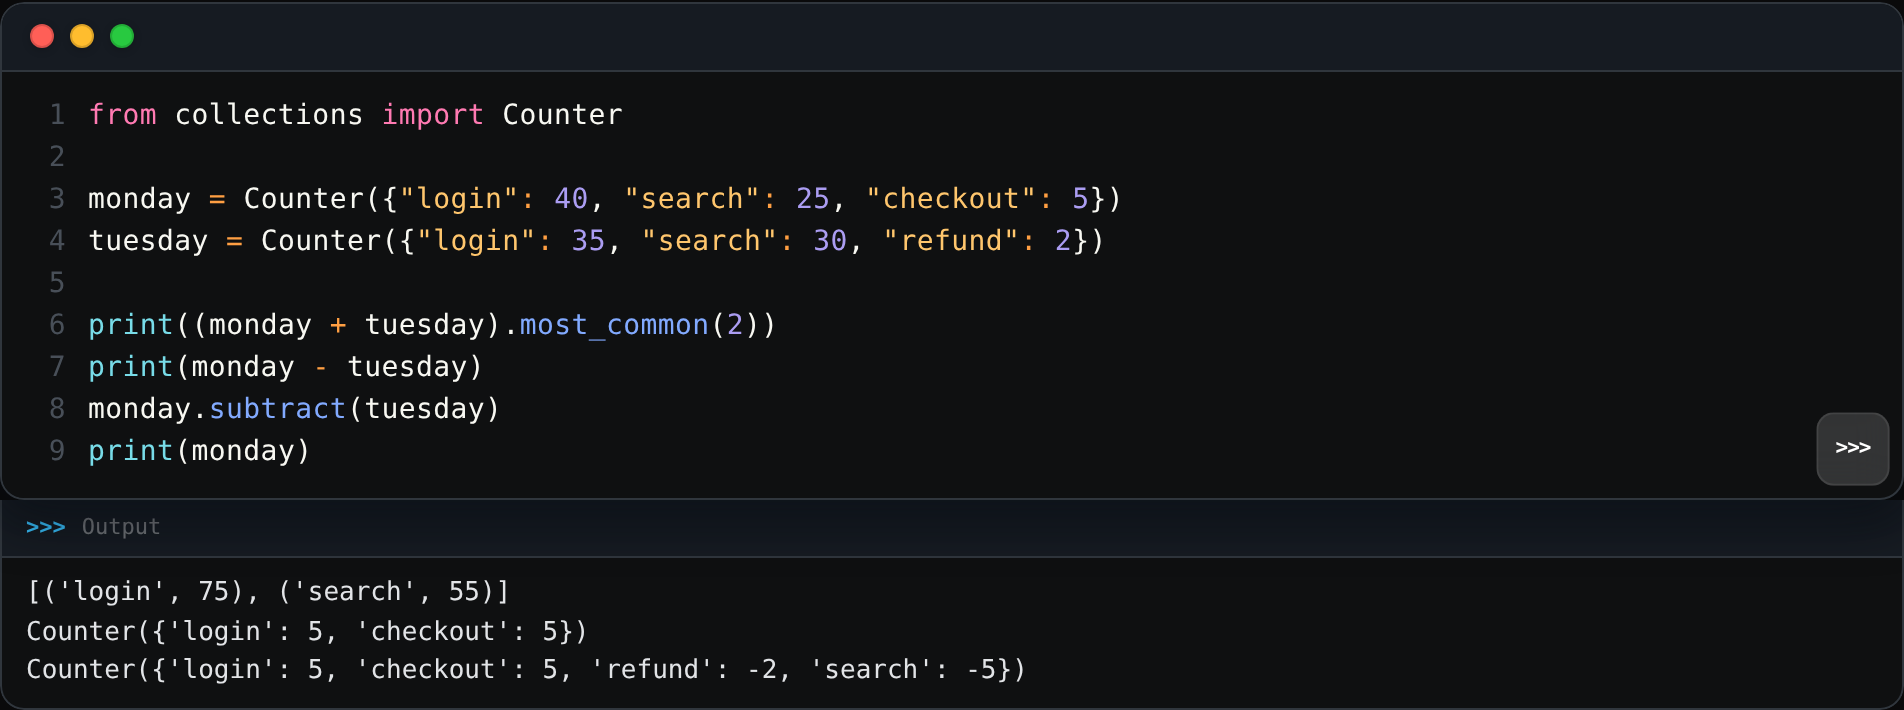 1 from collections import Counter
2
3 monday = Counter({"login": 40, "search": 25, "checkout": 5})
4 tuesday = Counter({"login": 35, "search": 30, "refund": 2})
5
6 print((monday + tuesday).most_common(2))
7 print(monday - tuesday)
8 monday.subtract(tuesday)
9 print(monday)
>>>
>>> Output
[('login', 75), ('search', 55)]
Counter({'login': 5, 'checkout': 5})
Counter({'login': 5, 'checkout': 5, 'refund': -2, 'search': -5})